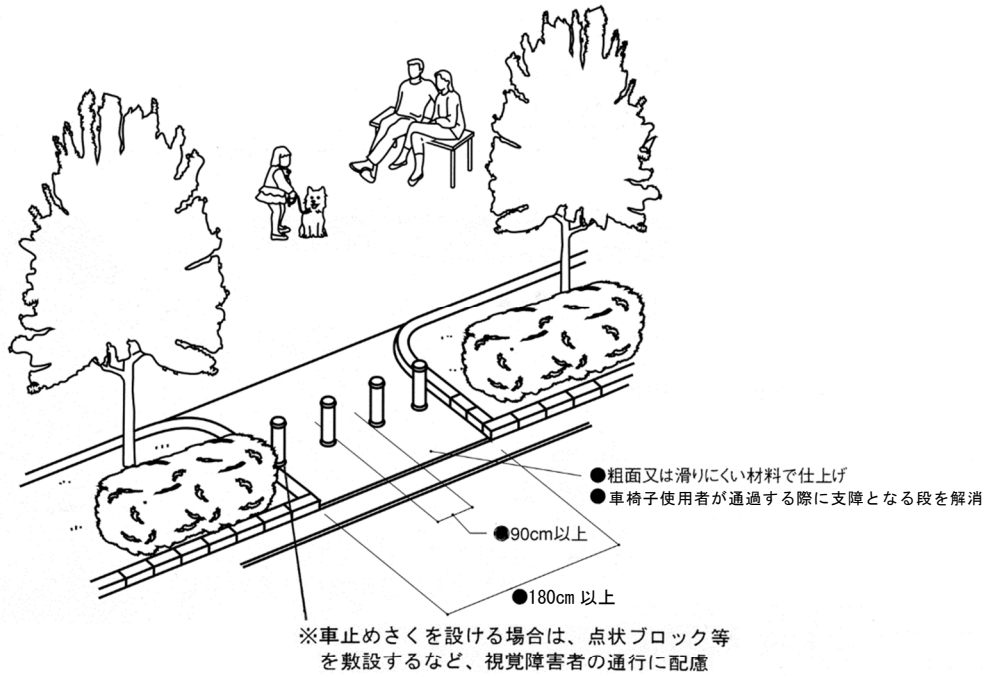 ●粗面又は滑りにくい材料で仕上げ
●車椅子使用者が通過する際に支障となる段を解消
●90cm以上
●180cm 以上
※車止めさくを設ける場合は、点状ブロック等
を敷設するなど、視覚障害者の通行に配慮